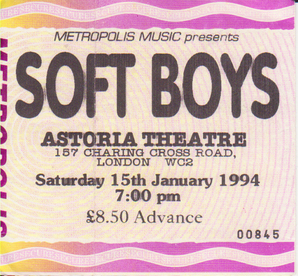 METROPOLIS MUSIC presents
SOFT BOYS
ASTORIA THEATRE
157 CHARING CROSS ROAD,
LONDON WC2
Saturday 15th January 1994
7:00 pm
£8.50 Advance
00845
METROPOLIS